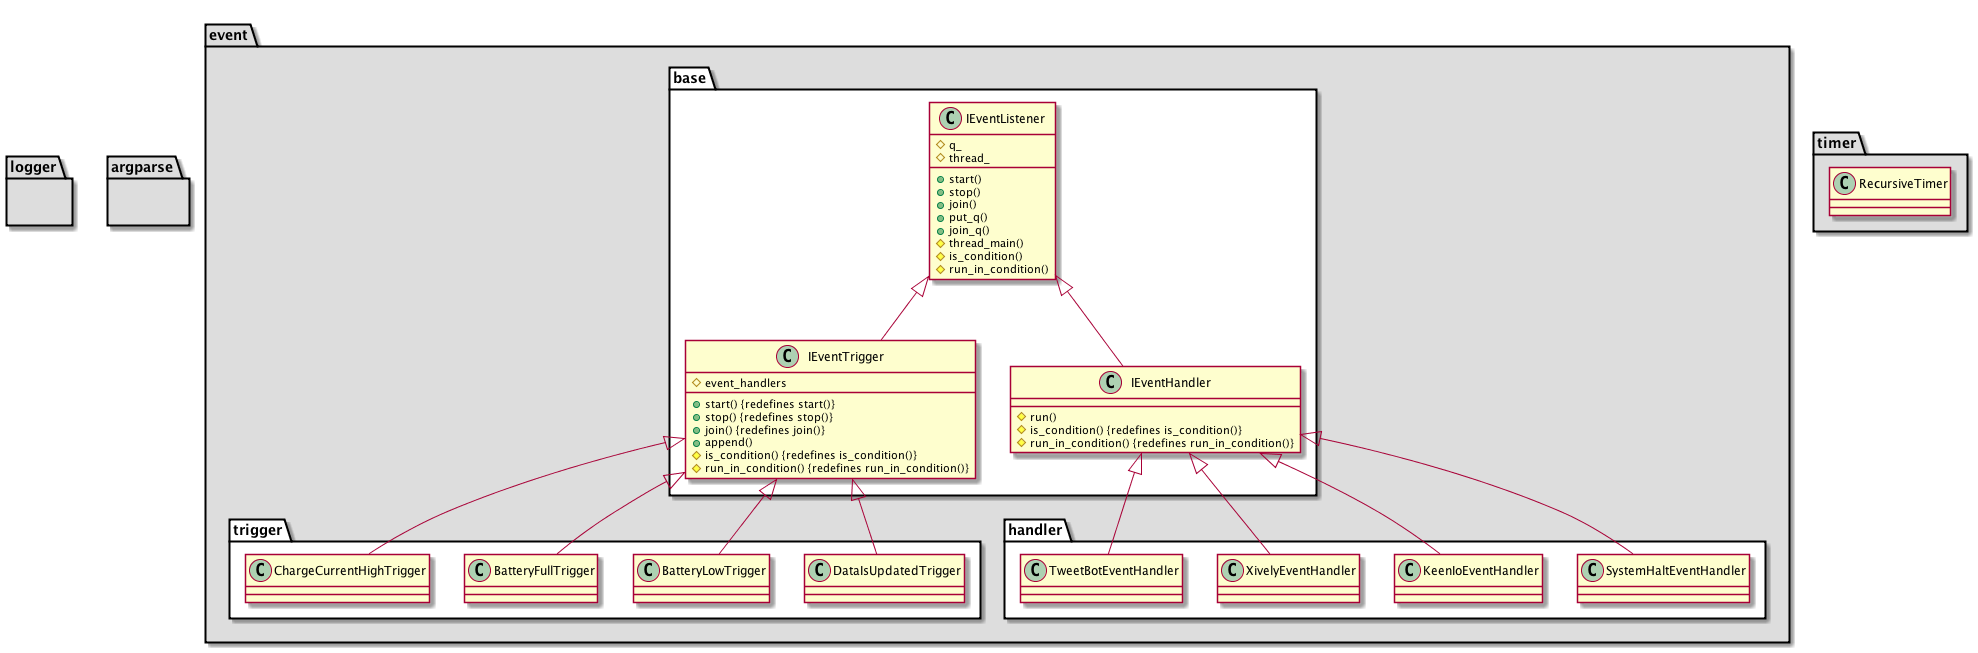 event
base
C IEventListener
q_
thread_
start()
stop()
join()
put_q()
join_q()
thread_main()
is_condition()
run_in_condition()
logger
argparse
timer
C RecursiveTimer
C IEventTrigger
event_handlers
start() {redefines start()}
stop() {redefines stop()}
join() {redefines join()}
append()
is_condition() {redefines is_condition()}
run_in_condition() {redefines run_in_condition()}
C IEventHandler
run()
is_condition() {redefines is_condition()}
run_in_condition() {redefines run_in_condition()}
trigger
C ChargeCurrentHighTrigger
C BatteryFullTrigger
C BatteryLowTrigger
C DataIsUpdatedTrigger
handler
C TweetBotEventHandler
C XivelyEventHandler
C KeenIoEventHandler
C SystemHaltEventHandler